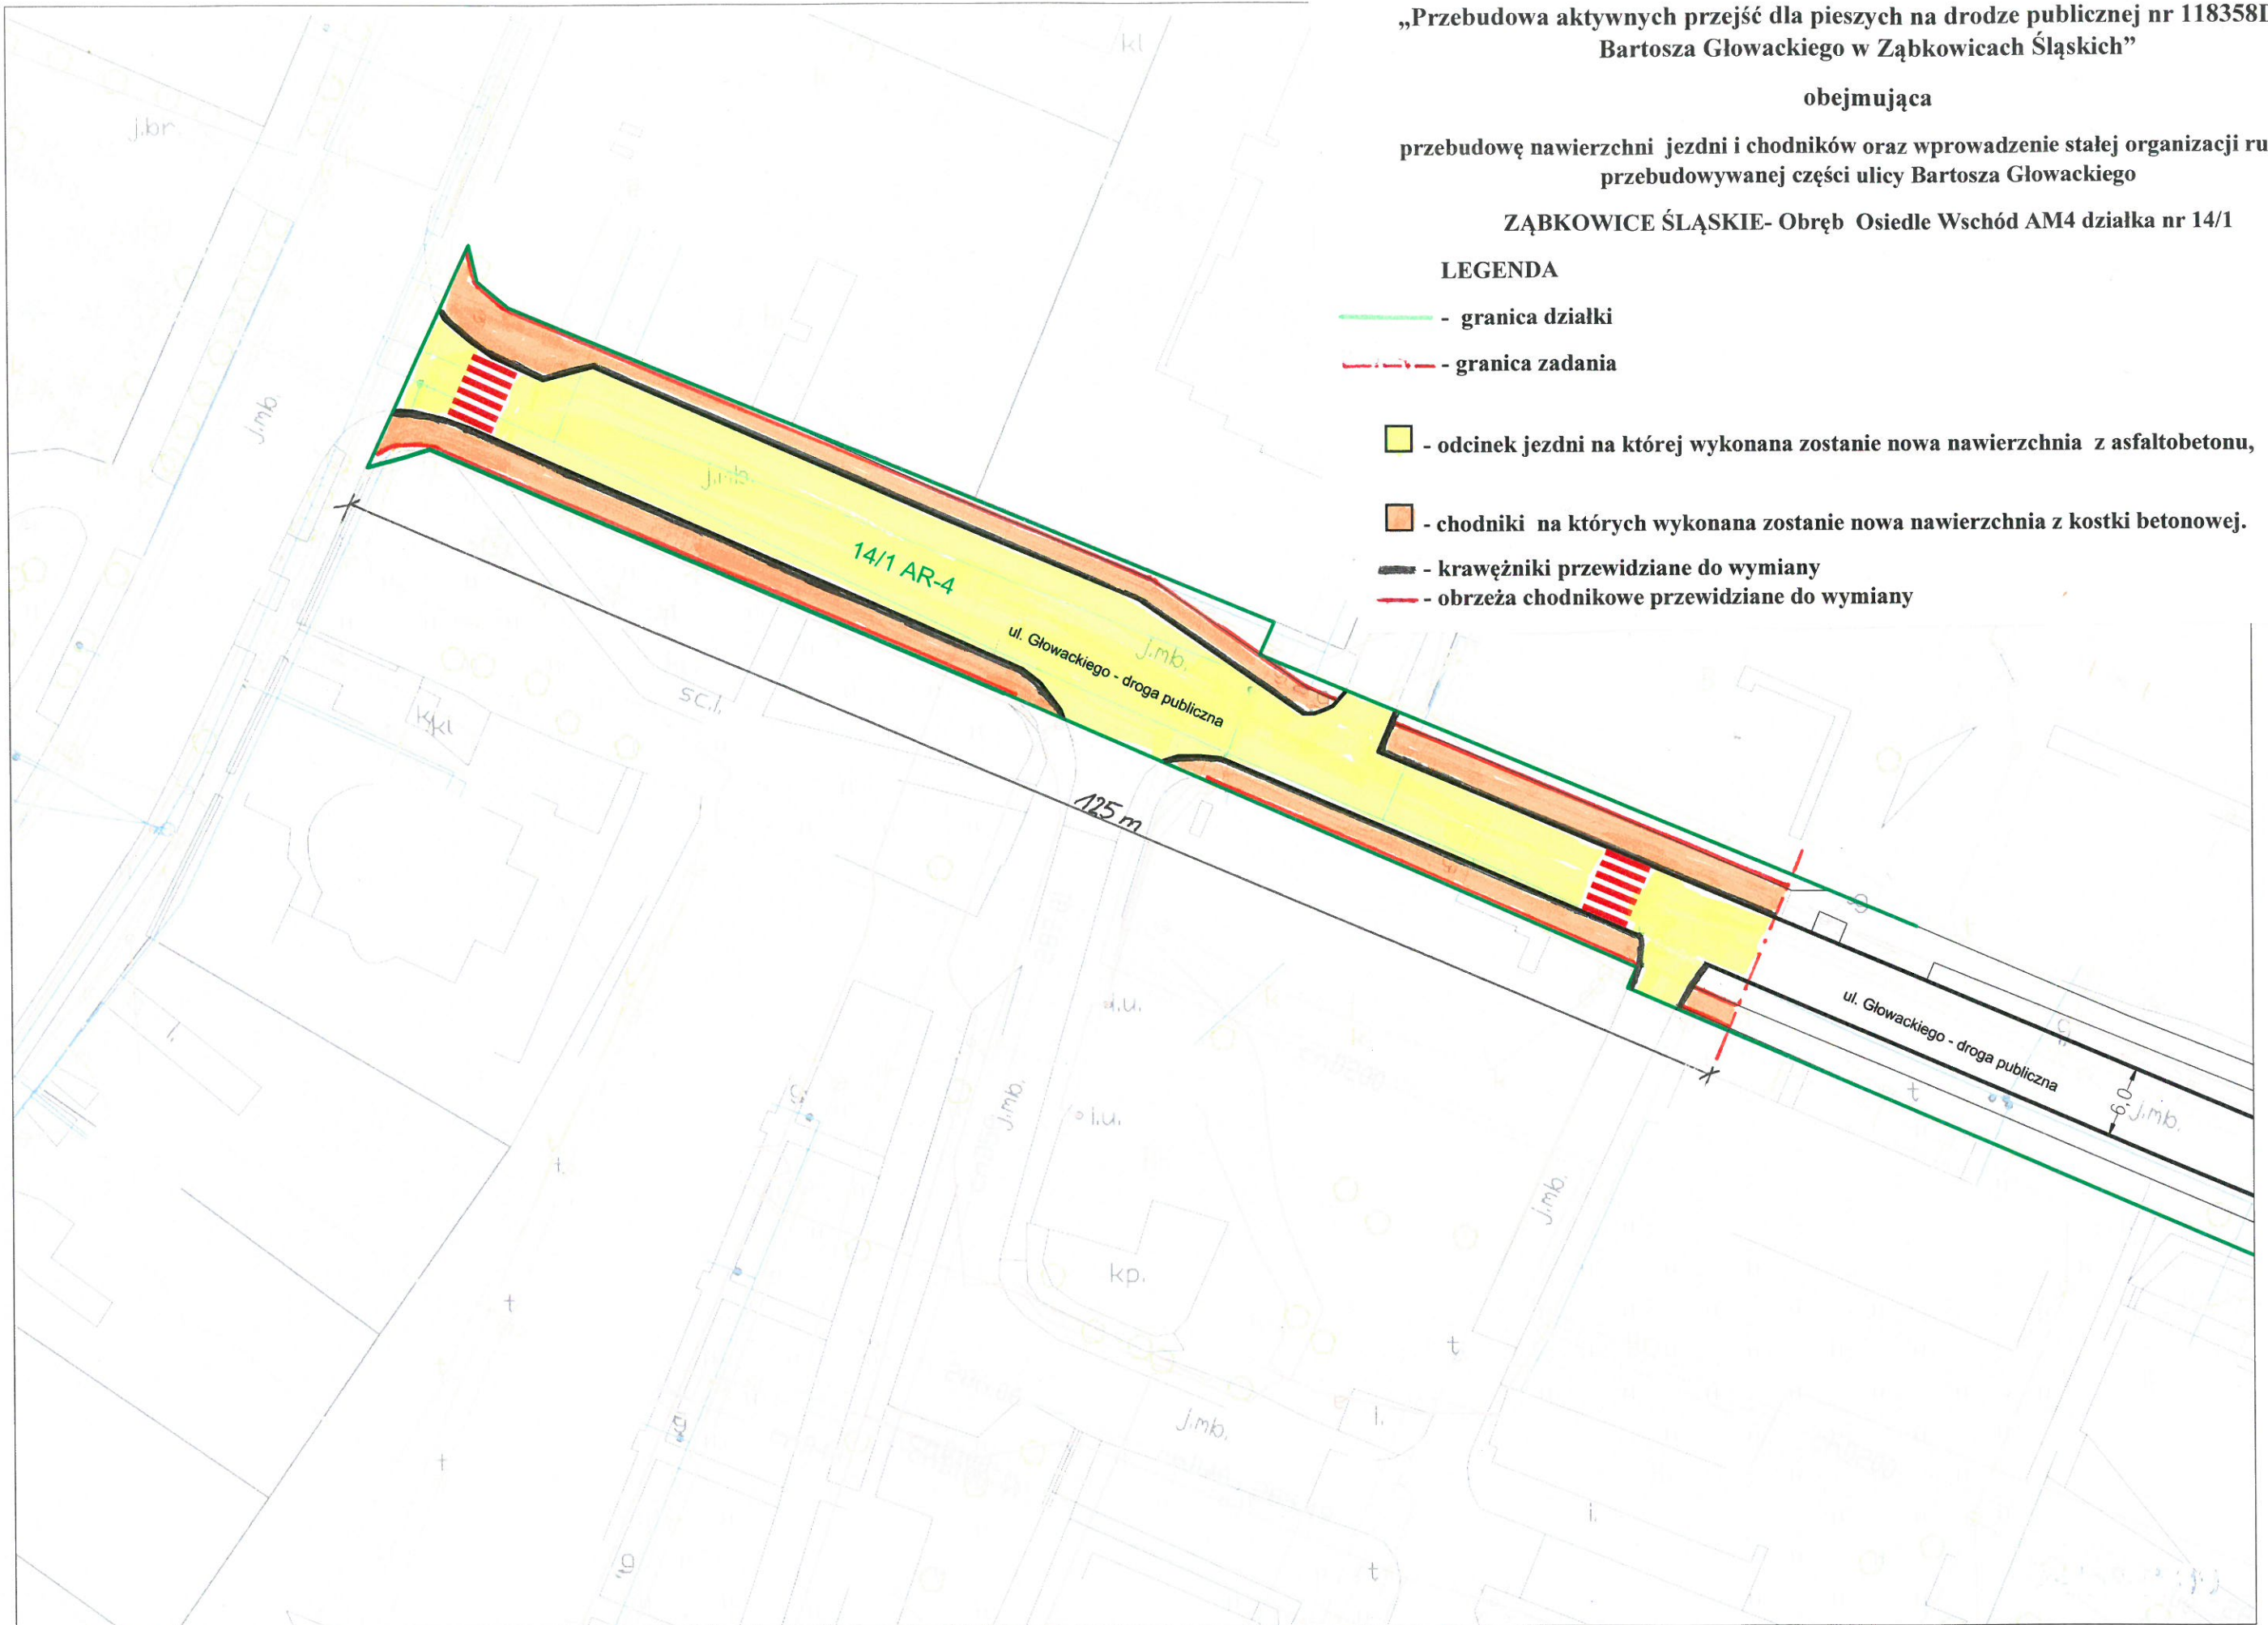 „Przebudowa aktywnych przejść dla pieszych na drodze publicznej nr 118358D
Bartosza Głowackiego w Ząbkowicach Śląskich”
obejmująca
przebudowę nawierzchni jezdni i chodników oraz wprowadzenie stałej organizacji ru
przebudowywanej części ulicy Bartosza Głowackiego
ZĄBKOWICE ŚLĄSKIE- Obręb Osiedle Wschód AM4 działka nr 14/1
LEGENDA
- granica działki
- granica zadania
- odcinek jezdni na której wykonana zostanie nowa nawierzchnia z asfaltobetonu,
- chodniki na których wykonana zostanie nowa nawierzchnia z kostki betonowej.
- krawężniki przewidziane do wymiany
- obrzeża chodnikowe przewidziane do wymiany
kl
j.br
j.mb.
j.mb.
14/1 AR-4
ul. Głowackiego - droga publiczna
j.mb.
sc.l.
125 m
ul. Głowackiego - droga publiczna
6,0
j.mb.
t
d.u.
i.u.
j.mb.
j.mb.
kp.
t
t
t
t
j.mb.
i.
i.
t